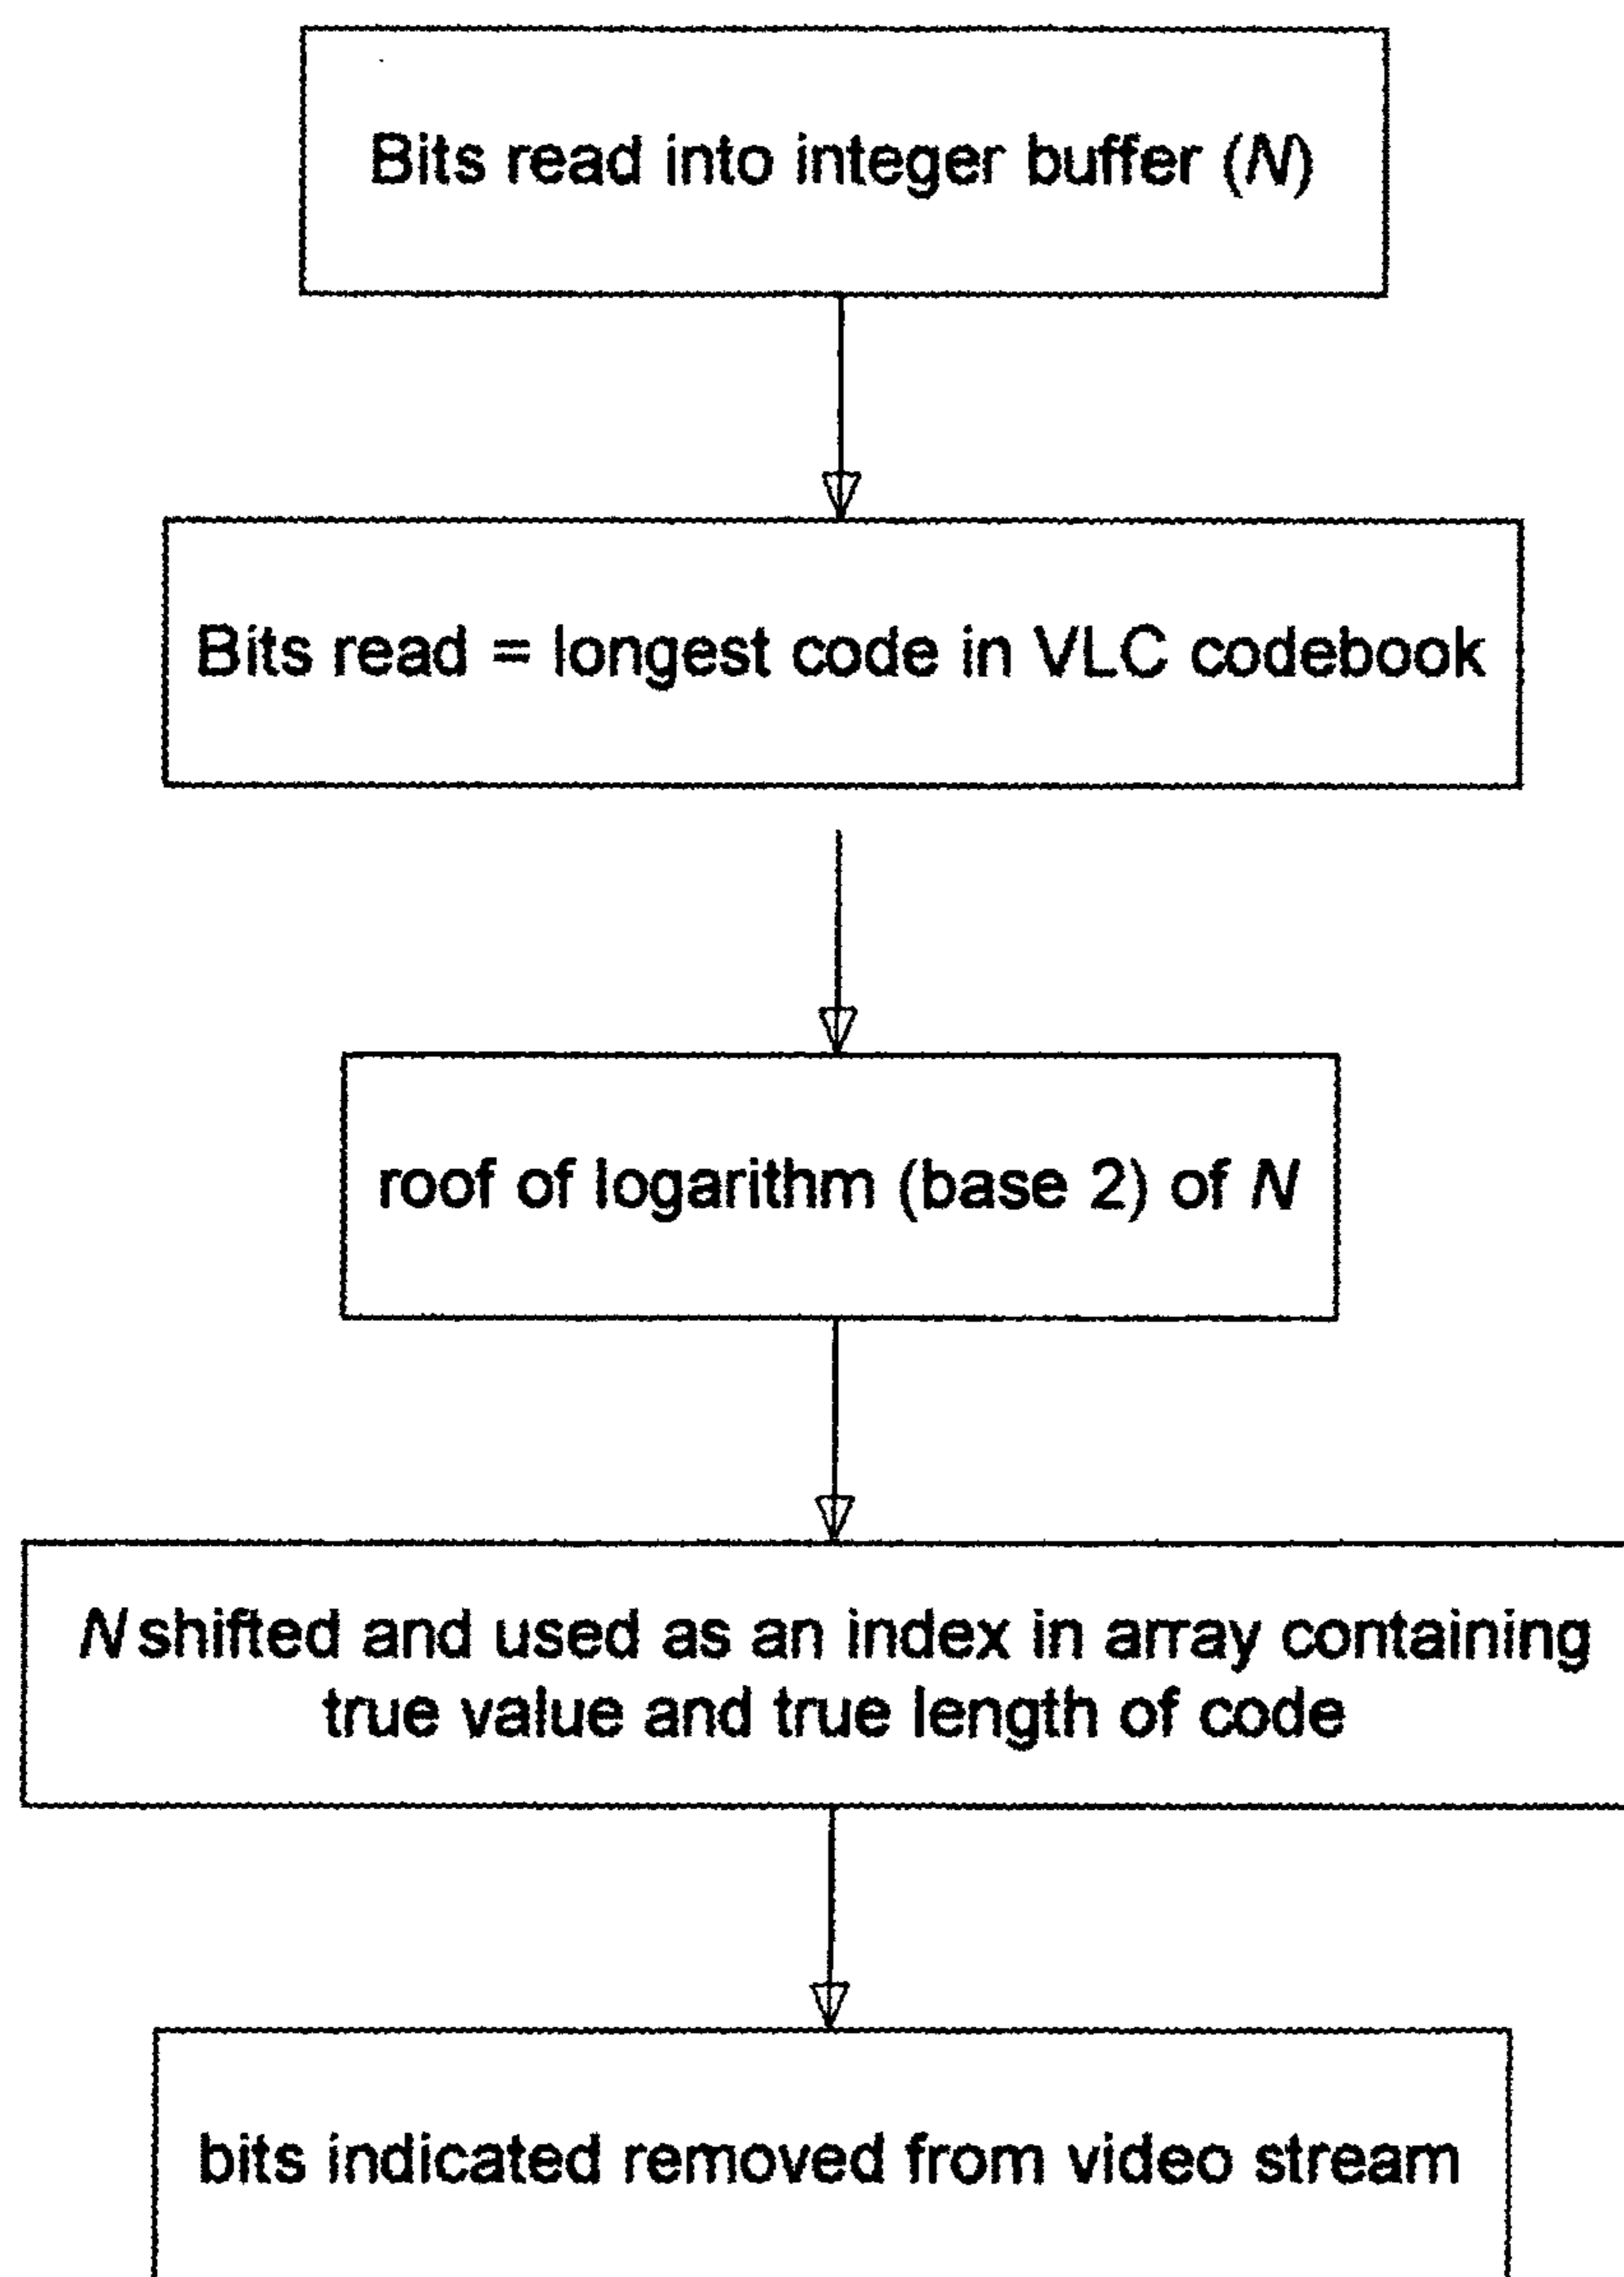 Bits read into integer buffer (N)
Bits read = longest code in VLC codebook
roof of logarithm (base 2) of N
N shifted and used as an index in array containing
true value and true length of code
bits indicated removed from video stream